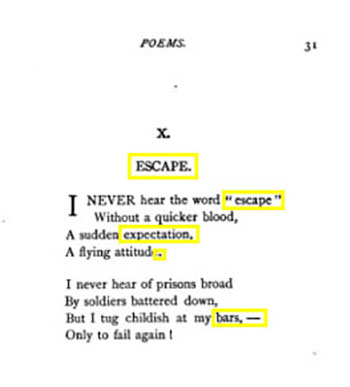 POEMS. 31
X.
ESCAPE.
I NEVER hear the word “escape”
Without a quicker blood,
A sudden expectation,
A flying attitud .
I never hear of prisons broad
By soldiers battered down,
But I tug childish at my bars, —
Only to fail again!